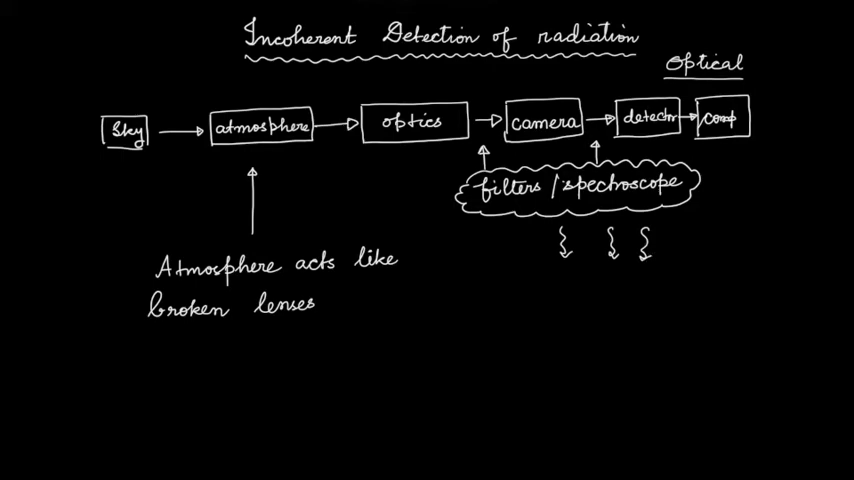 Incoherent Detection of radiation
Optical
Sky
atmosphere
optics
camera
detector
comp
filters / spectroscope
Atmosphere acts like
broken lenses